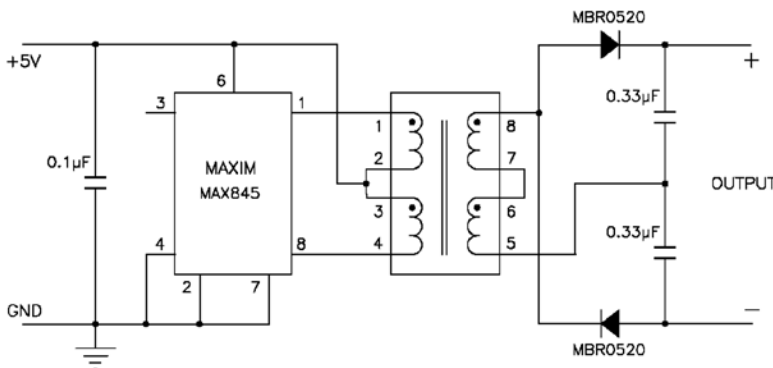 MBR0520
+5V
6
3
1
0.1µF
MAXIM
MAX845
1
2
3
4
8
7
6
5
0.33µF
+
OUTPUT
0.33µF
4
8
2
7
GND
−
MBR0520